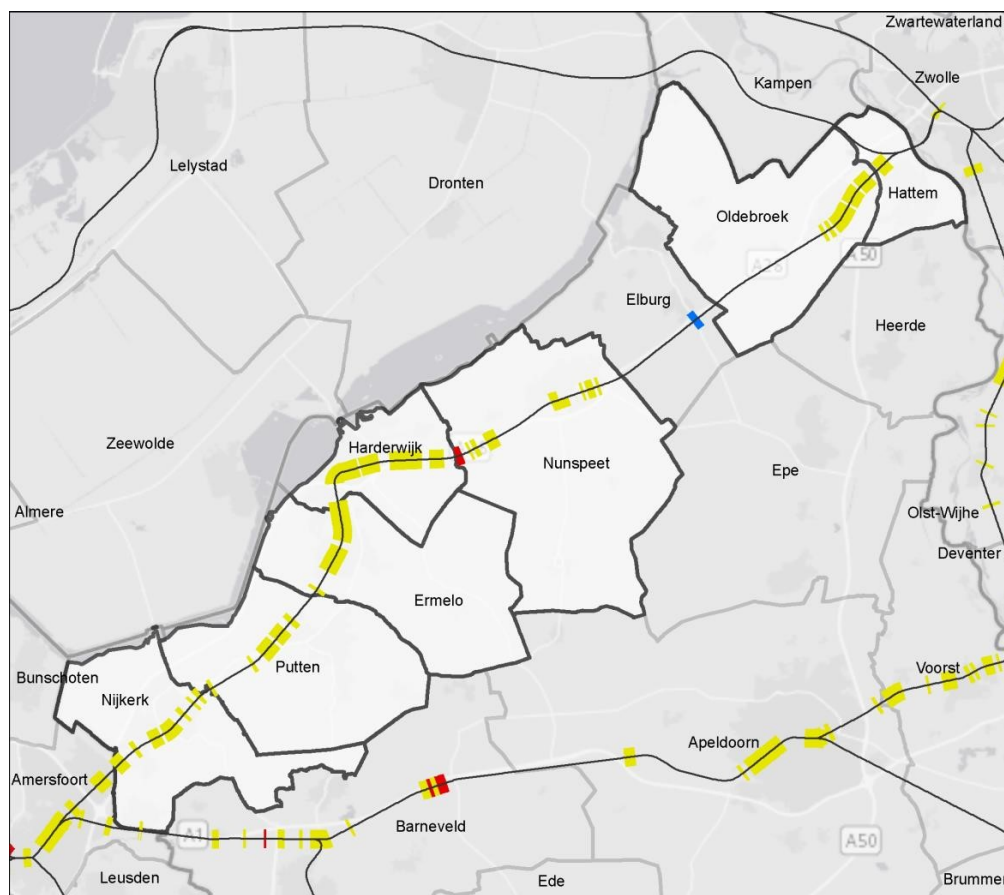 Zwartewaterland
Zwolle
Kampen
Lelystad
Dronten
Hattem
Oldebroek
A28
A50
Elburg
Heerde
Zeewolde
Harderwijk
Nunspeet
Epe
Almere
Olst-Wijhe
Deventer
Ermelo
Putten
Voorst
Bunschoten
Nijkerk
Apeldoorn
Amersfoort
Barneveld
A1
A50
Leusden
Ede
Brumme